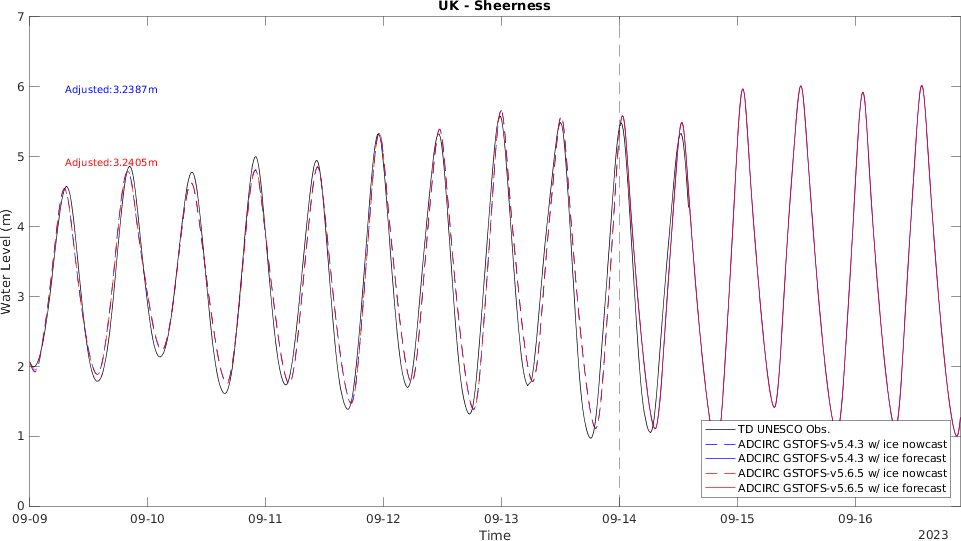 UK - Sheerness
7
6
5
4
3
2
1
0
Water Level (m)
Adjusted:3.2387m
Adjusted:3.2405m
TD UNESCO Obs.
ADCIRC GSTOFS-v5.4.3 w/ ice nowcast
ADCIRC GSTOFS-v5.4.3 w/ ice forecast
ADCIRC GSTOFS-v5.6.5 w/ ice nowcast
ADCIRC GSTOFS-v5.6.5 w/ ice forecast
09-09 09-10 09-11 09-12 09-13 09-14 09-15 09-16
Time
2023